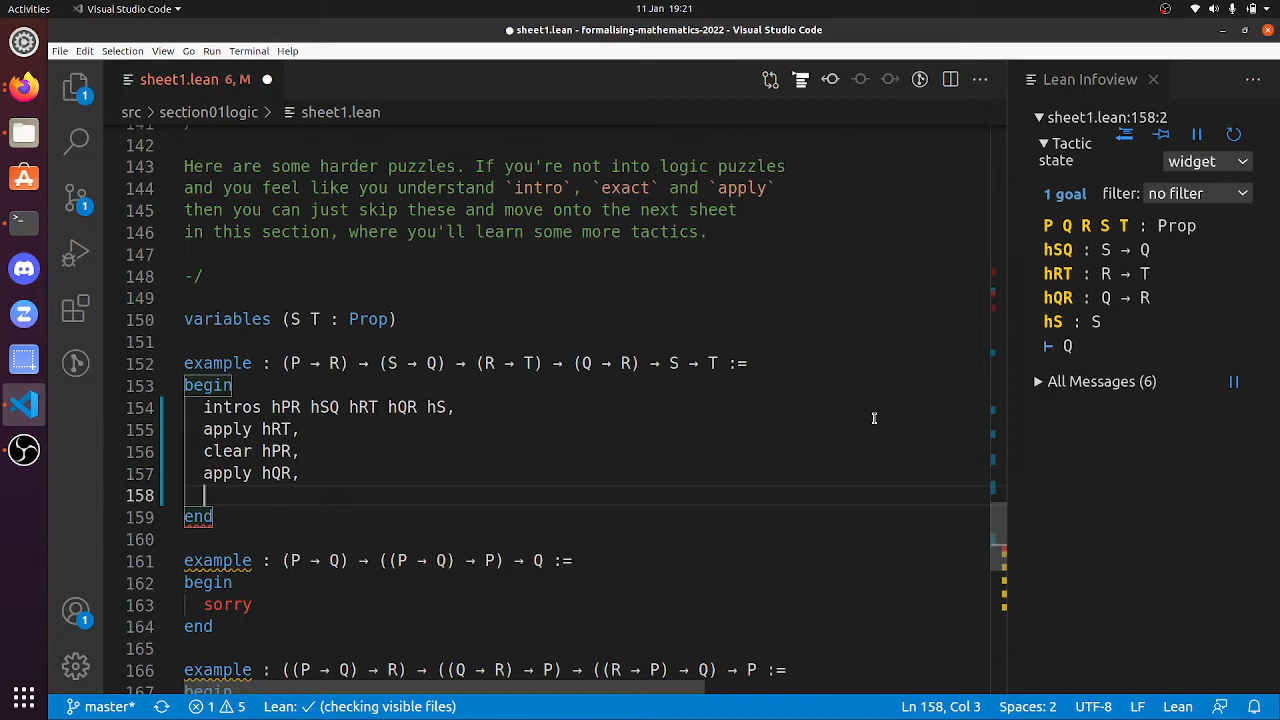 Activities
Visual Studio Code
11 Jan 19:21
sheet1.lean - formalising-mathematics-2022 - Visual Studio Code
File Edit Selection View Go Run Terminal Help
sheet1.lean 6, M
Lean Infoview
src > section01logic > sheet1.lean
sheet1.lean:158:2
Tactic state
widget
1 goal filter: no filter
P Q R S T : Prop
hSQ : S → Q
hRT : R → T
hQR : Q → R
hS : S
⊢ Q
All Messages (6)
142
143 Here are some harder puzzles. If you're not into logic puzzles
144 and you feel like you understand `intro`, `exact` and `apply`
145 then you can just skip these and move onto the next sheet
146 in this section, where you'll learn some more tactics.
147
148 -/
149
150 variables (S T : Prop)
151
152 example : (P → R) → (S → Q) → (R → T) → (Q → R) → S → T :=
153 begin
154 intros hPR hSQ hRT hQR hS,
155 apply hRT,
156 clear hPR,
157 apply hQR,
158
159 end
160
161 example : (P → Q) → ((P → Q) → P) → Q :=
162 begin
163 sorry
164 end
165
166 example : ((P → Q) → R) → ((Q → R) → P) → ((R → P) → Q) → P :=
167 begin
1
1
1
master* 1 5 Lean: ✓ (checking visible files)
Ln 158, Col 3 Spaces: 2 UTF-8 LF Lean